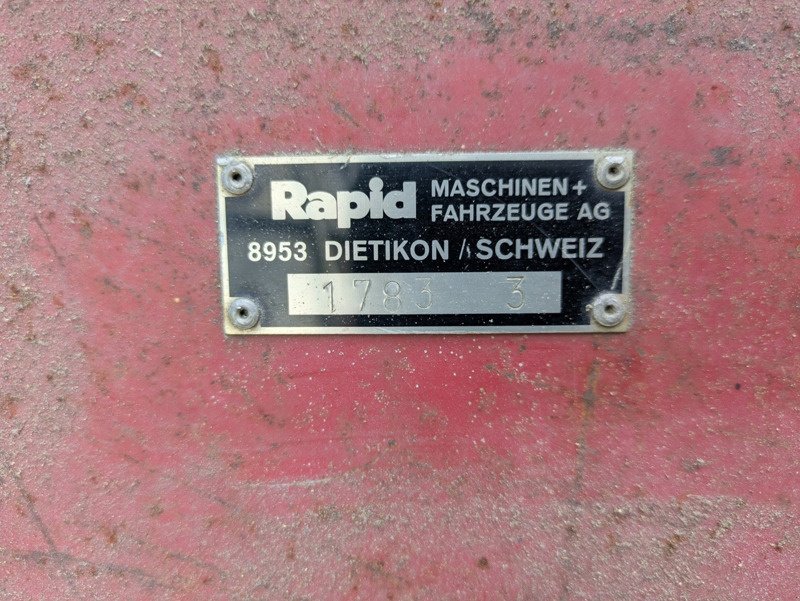 Rapid MASCHINEN +
FAHRZEUGE AG
8953 DIETIKON / SCHWEIZ
1783 3